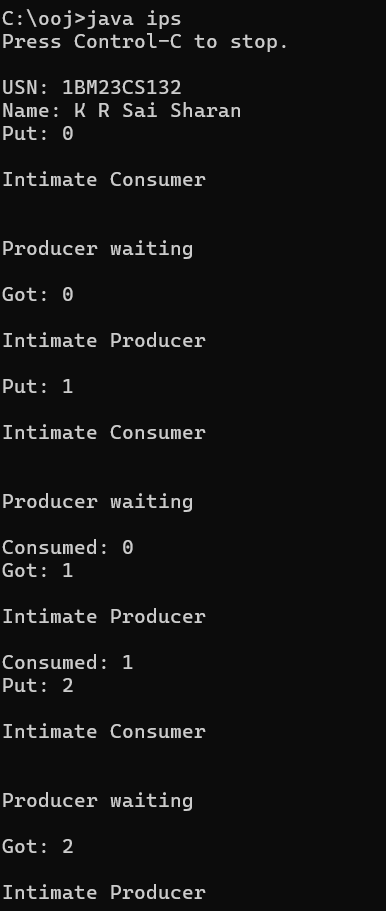 C:\ooj>java ips
Press Control-C to stop.
USN: 1BM23CS132
Name: K R Sai Sharan
Put: 0
Intimate Consumer
Producer waiting
Got: 0
Intimate Producer
Put: 1
Intimate Consumer
Producer waiting
Consumed: 0
Got: 1
Intimate Producer
Consumed: 1
Put: 2
Intimate Consumer
Producer waiting
Got: 2
Intimate Producer